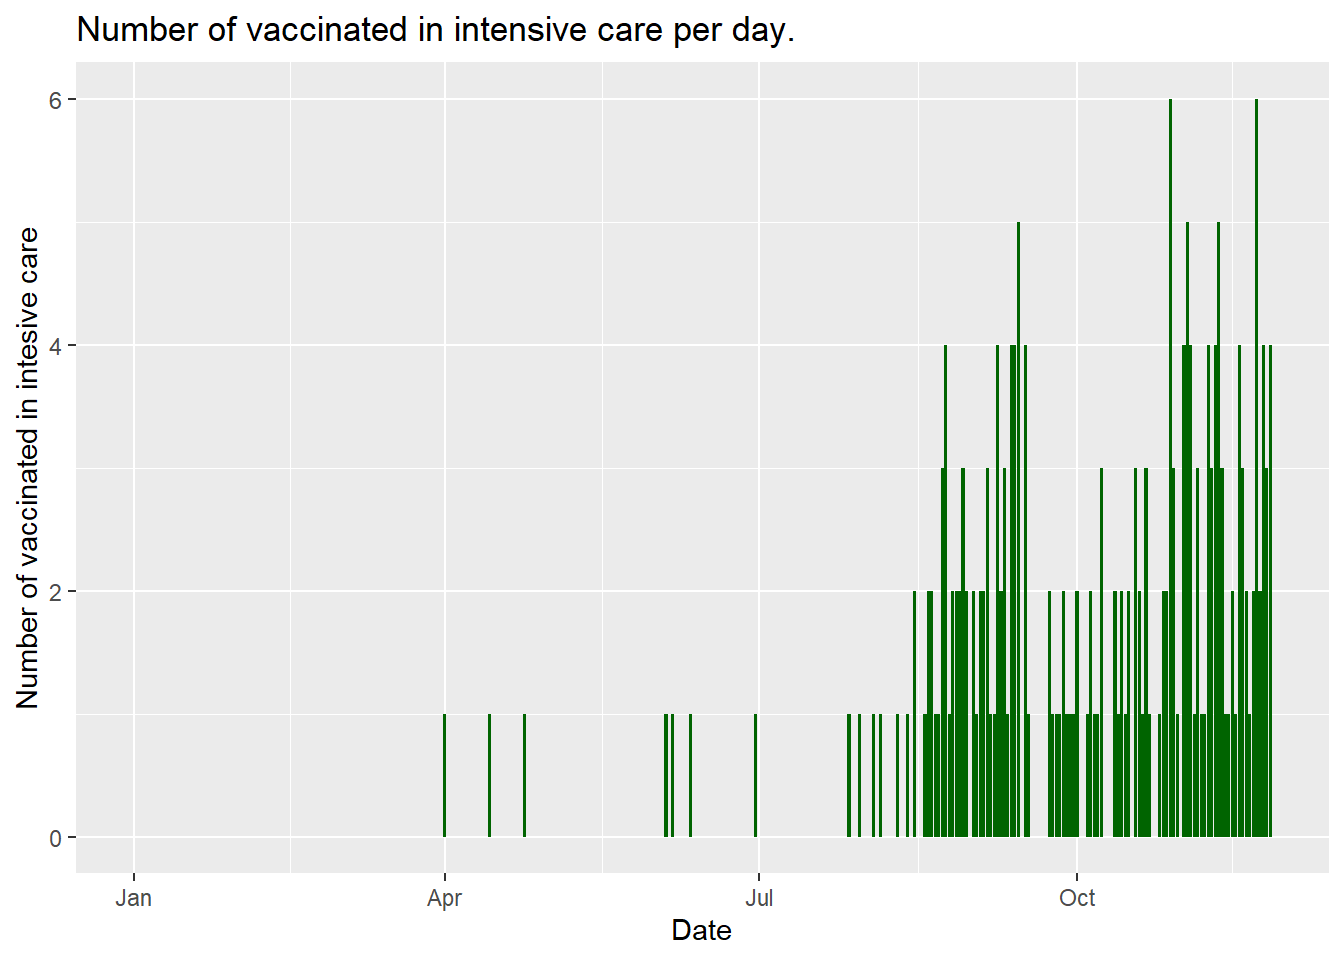 Number of vaccinated in intensive care per day.
Number of vaccinated in intesive care
6
4
2
0
Jan Apr Jul Oct
Date